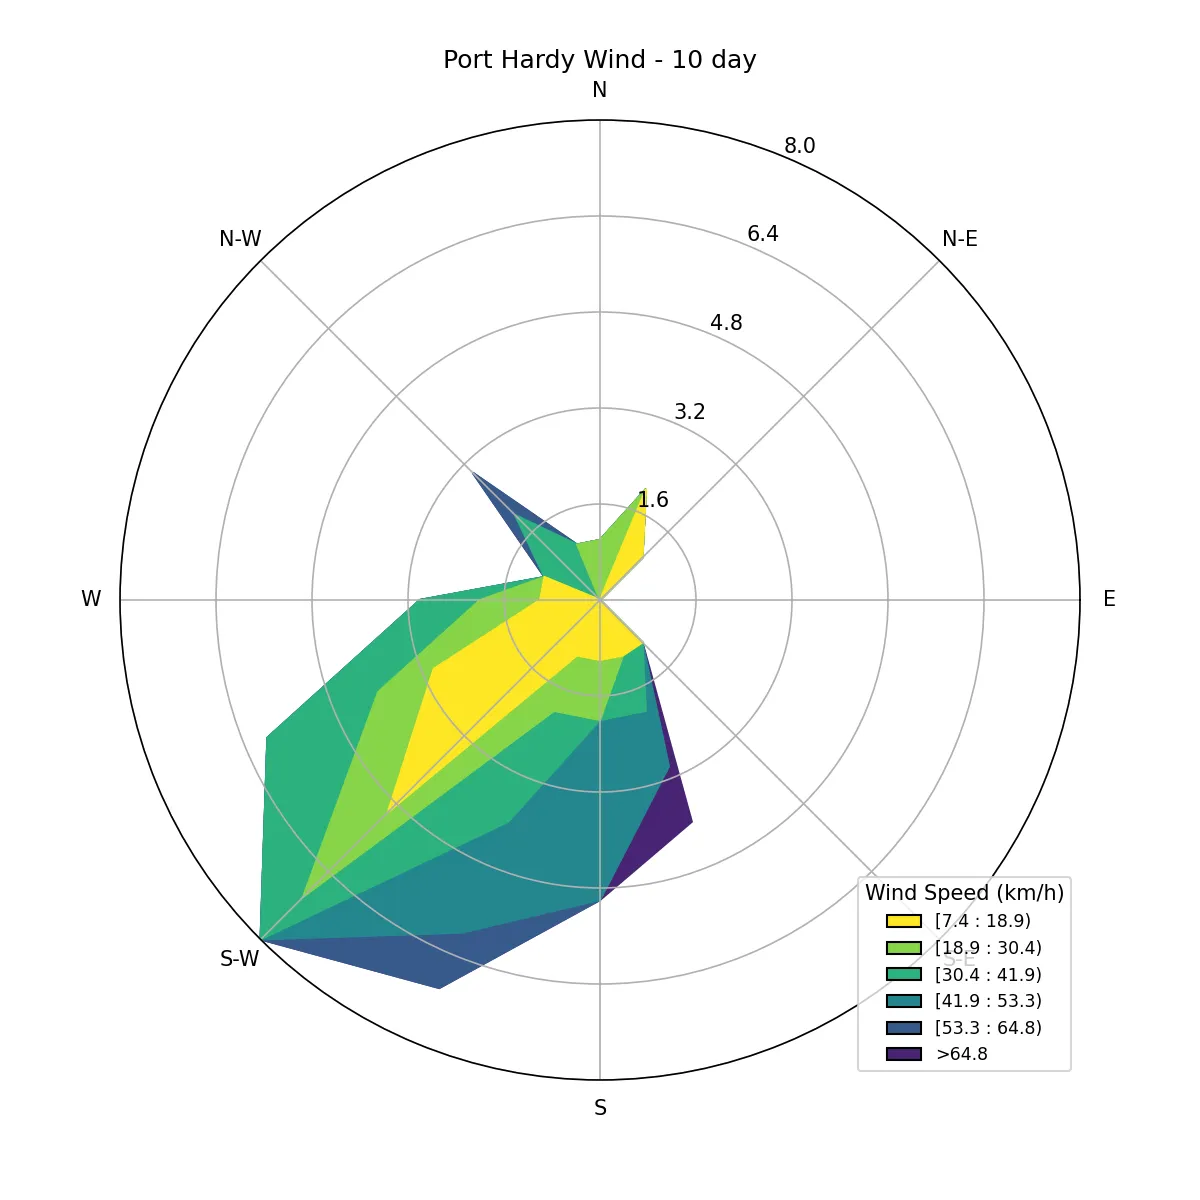 Port Hardy Wind - 10 day
N
8.0
N-W
6.4
N-E
4.8
3.2
1.6
W
E
Wind Speed (km/h)
[7.4 : 18.9)
[18.9 : 30.4)
S-W
S-E
[30.4 : 41.9)
[41.9 : 53.3)
[53.3 : 64.8)
>64.8
S